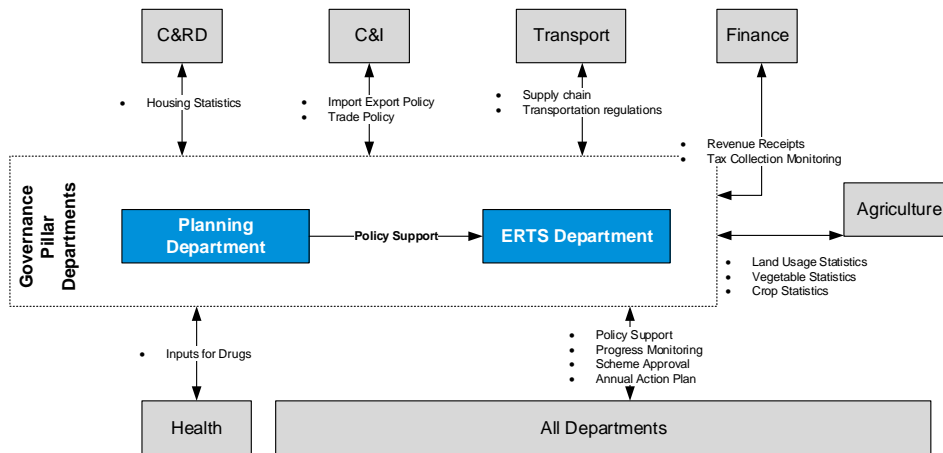 C&RD
C&I
Transport
Finance
• Housing Statistics
• Import Export Policy
• Trade Policy
• Supply chain
• Transportation regulations
• Revenue Receipts
• Tax Collection Monitoring
Governance
Pillar
Departments
Planning
Department
Policy Support
ERTS Department
Agriculture
• Land Usage Statistics
• Vegetable Statistics
• Crop Statistics
• Inputs for Drugs
• Policy Support
• Progress Monitoring
• Scheme Approval
• Annual Action Plan
Health
All Departments